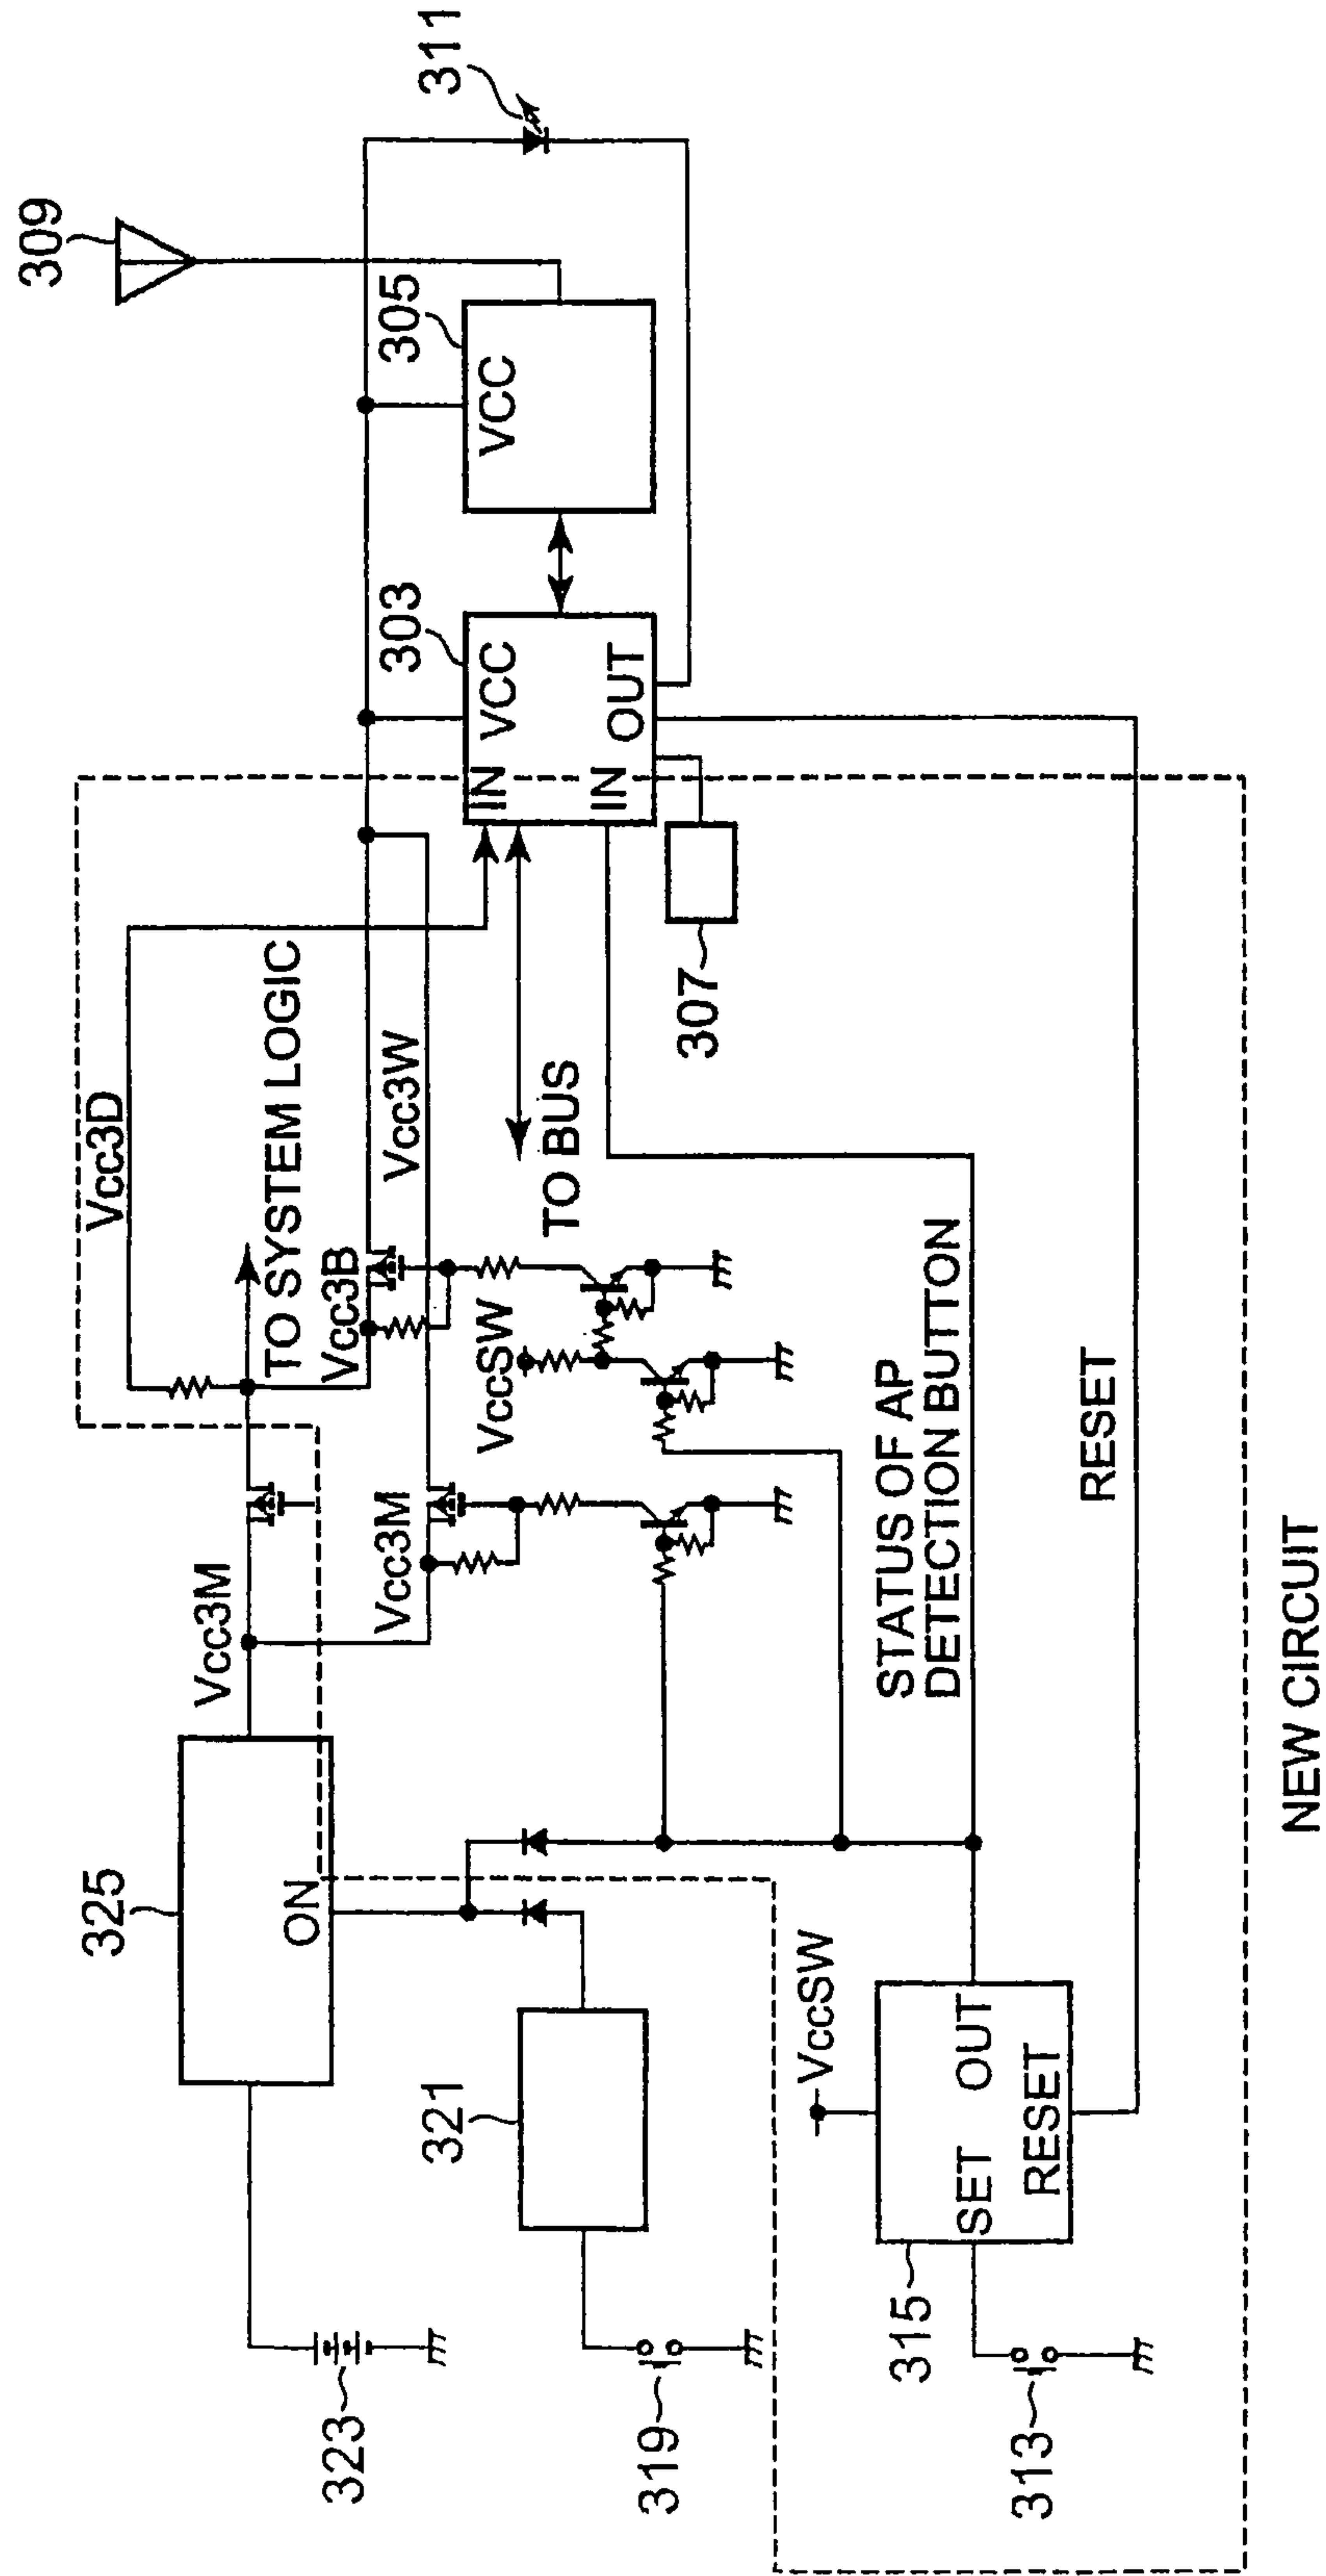 309
311
305
VCC
303
VCC
IN
IN
OUT
307
Vcc3D
TO SYSTEM LOGIC
Vcc3W
Vcc3B
TO BUS
VccSW
Vcc3M
Vcc3M
STATUS OF AP
DETECTION BUTTON
RESET
325
ON
321
VccSW
SET
OUT
RESET
315
323
319
313
NEW CIRCUIT